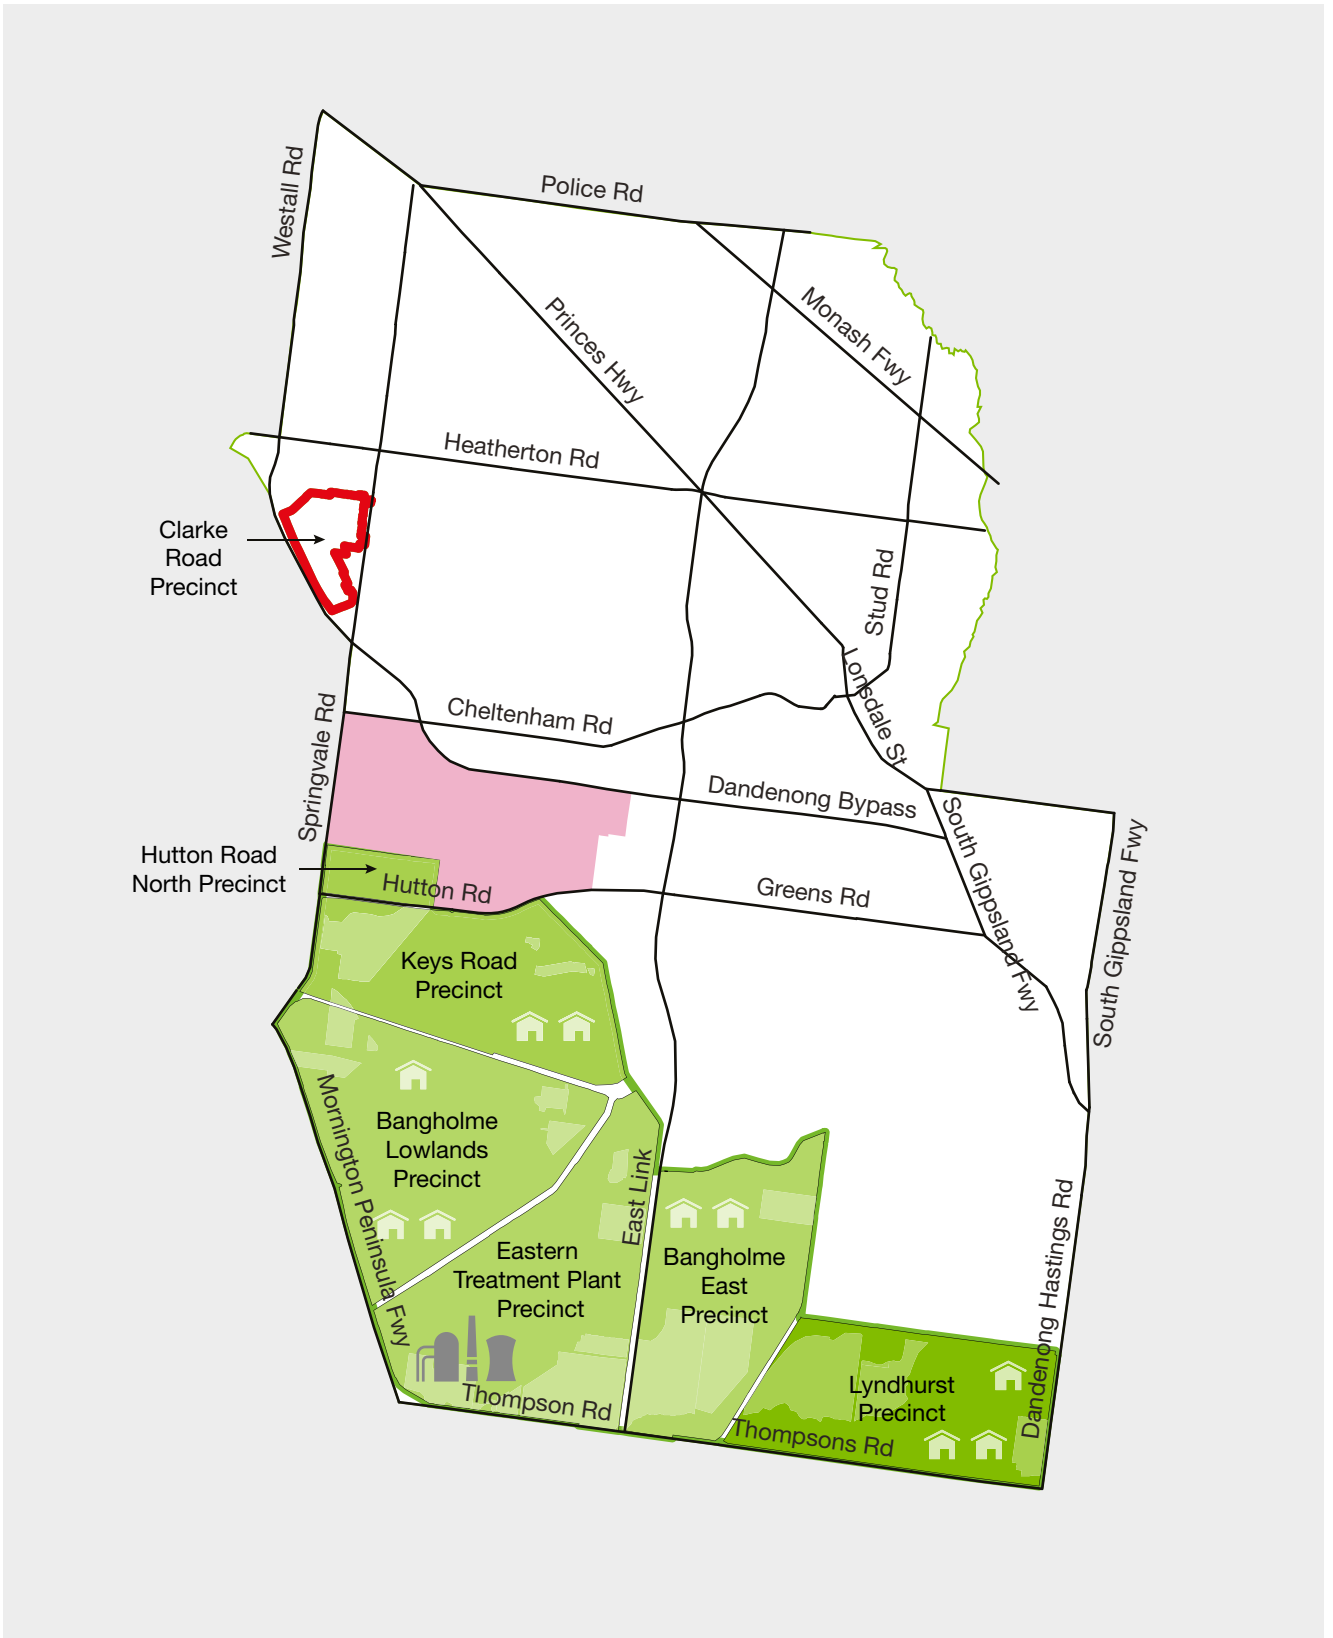 Westall Rd
Police Rd
Monash Fwy
Princes Hwy
Heatherton Rd
Clarke
Road
Precinct
Stud Rd
Lonsdale St
Springvale Rd
Cheltenham Rd
Dandenong Bypass
South Gippsland Fwy
South Gippsland Fwy
Hutton Road
North Precinct
Hutton Rd
Greens Rd
Keys Road
Precinct
Mornington Peninsula Fwy
Bangholme
Lowlands
Precinct
East Link
Eastern
Treatment Plant
Precinct
Bangholme
East
Precinct
Dandenong Hastings Rd
Lyndhurst
Precinct
Thompson Rd
Thompsons Rd